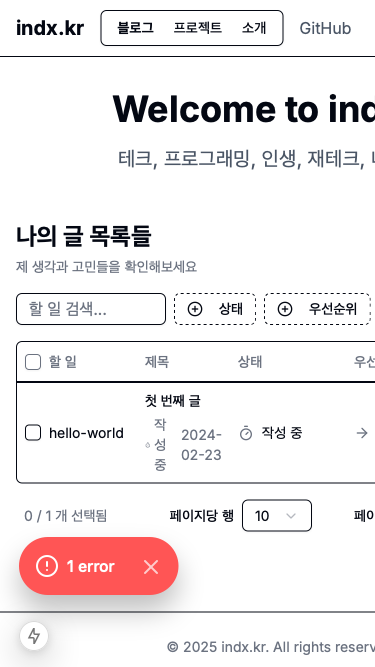 indx.kr 블로그 프로젝트 소개 GitHub
Welcome to ind
테크, 프로그래밍, 인생, 재테크,
나의 글 목록들
제 생각과 고민들을 확인해보세요
할 일 검색... 상태 우선순위
할 일 제목 상태 우선
첫 번째 글
hello-world 작성 중 2024-02-23 작성 중
0 / 1 개 선택됨 페이지당 행 10 페이
1 error
© 2025 indx.kr. All rights reserv